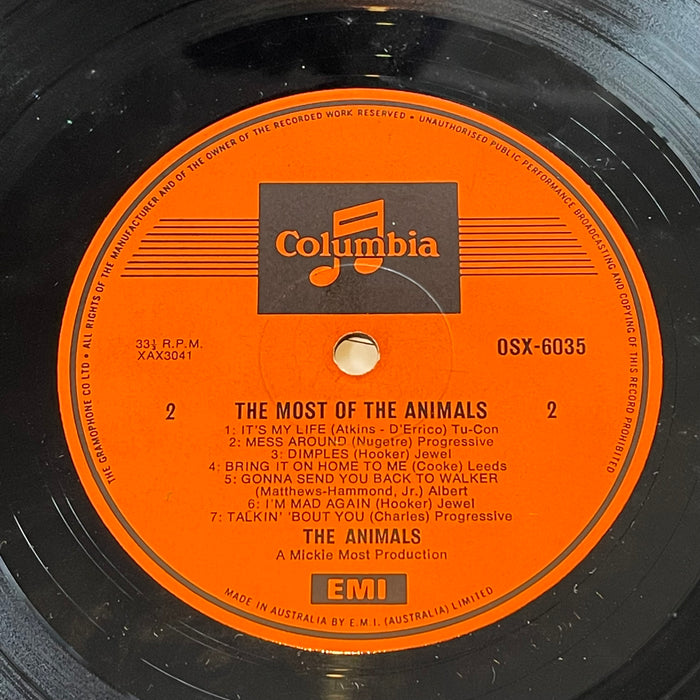 THE GRAMOPHONE CO LTD • ALL RIGHTS OF THE MANUFACTURER AND OF THE OWNER OF THE RECORDED WORK RESERVED • UNAUTHORISED PUBLIC PERFORMANCE BROADCASTING AND COPYING OF THIS RECORD PROHIBITED
Columbia
33⅓ R.P.M.
XAX3041
OSX-6035
2 THE MOST OF THE ANIMALS 2
1: IT'S MY LIFE (Atkins - D'Errico) Tu-Con
2: MESS AROUND (Nugetre) Progressive
3: DIMPLES (Hooker) Jewel
4: BRING IT ON HOME TO ME (Cooke) Leeds
5: GONNA SEND YOU BACK TO WALKER
(Matthews-Hammond, Jr.) Albert
6: I'M MAD AGAIN (Hooker) Jewel
7: TALKIN' 'BOUT YOU (Charles) Progressive
THE ANIMALS
A Mickie Most Production
EMI
MADE IN AUSTRALIA BY E.M.I. (AUSTRALIA) LIMITED